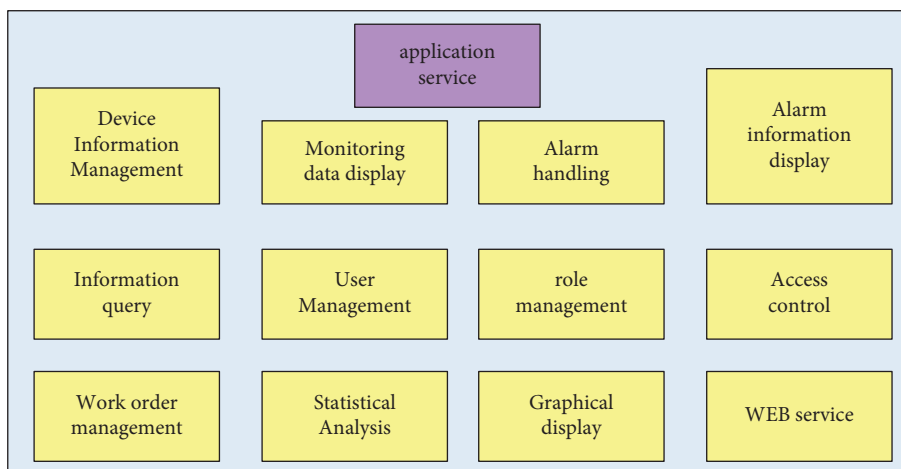 application
service
Device
Information
Management
Monitoring
data display
Alarm
handling
Alarm
information
display
Information
query
User
Management
role
management
Access
control
Work order
management
Statistical
Analysis
Graphical
display
WEB service